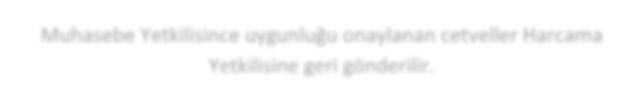 Muhasebe Yetkilisince uygunluğu onaylanan cetveller Harcama
Yetkilisine geri gönderilir.